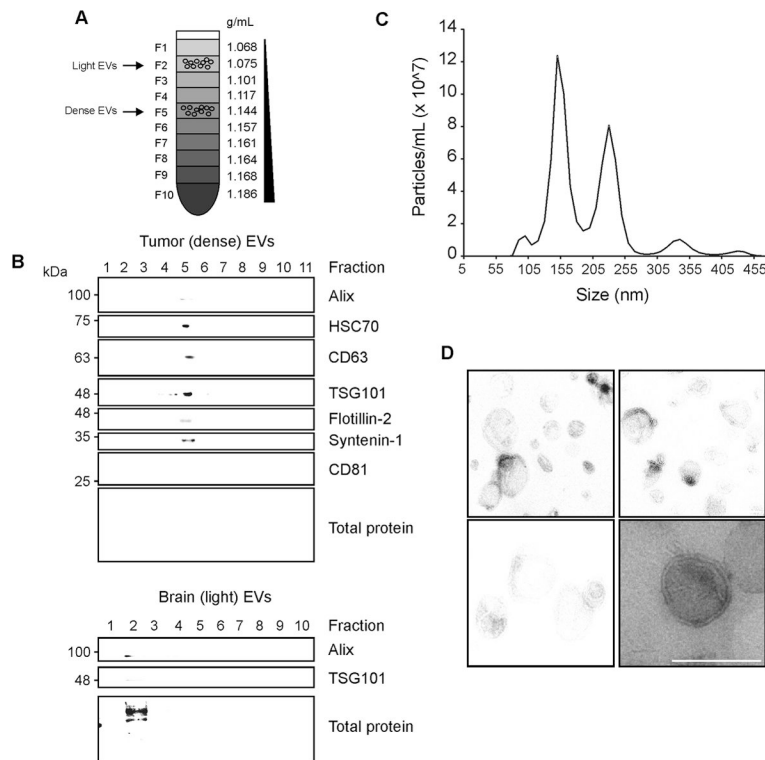 A
g/mL
F1 1.068
Light EVs F2 1.075
F3 1.101
F4 1.117
Dense EVs F5 1.144
F6 1.157
F7 1.161
F8 1.164
F9 1.168
F10 1.186
B
Tumor (dense) EVs
kDa 1 2 3 4 5 6 7 8 9 10 11 Fraction
100 Alix
75 HSC70
63 CD63
48 TSG101
48 Flotillin-2
35 Syntenin-1
CD81
25
Total protein
Brain (light) EVs
1 2 3 4 5 6 7 8 9 10 Fraction
100 Alix
48 TSG101
Total protein
C
Particles/mL (x 10^7)
14
12
10
8
6
4
2
0
5 55 105 155 205 255 305 355 405 455
Size (nm)
D